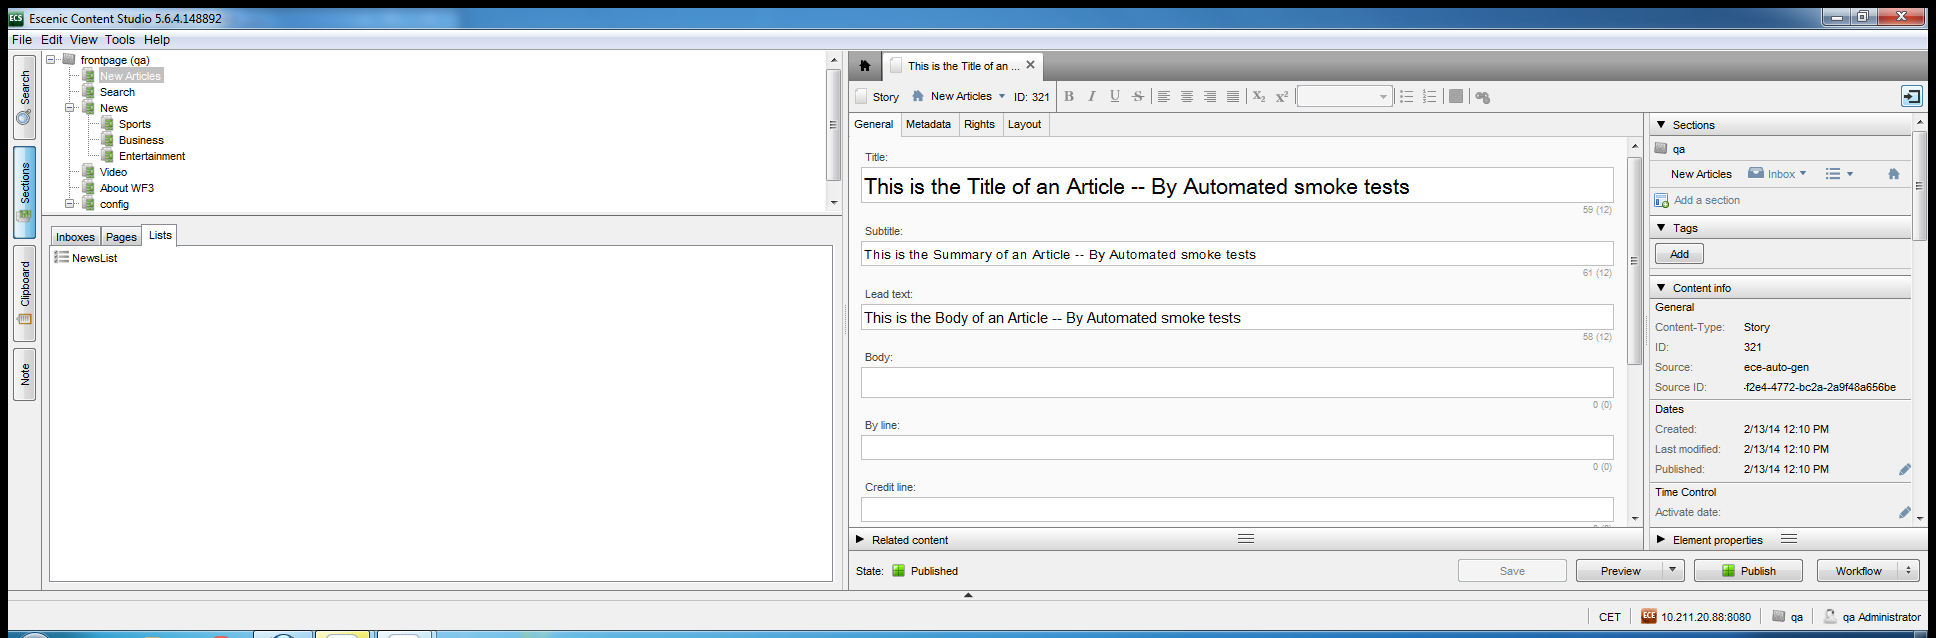 ECS Escenic Content Studio 5.6.4.148892
File Edit View Tools Help
Search
Sections
Clipboard
Note
frontpage (qa)
New Articles
Search
News
Sports
Business
Entertainment
Video
About WF3
config
Inboxes Pages Lists
NewsList
This is the Title of an ...
Story New Articles ID: 321 B I U S X2 X2
General Metadata Rights Layout
Title:
This is the Title of an Article -- By Automated smoke tests
59 (12)
Subtitle:
This is the Summary of an Article -- By Automated smoke tests
61 (12)
Lead text:
This is the Body of an Article -- By Automated smoke tests
58 (12)
Body:
0 (0)
By line:
0 (0)
Credit line:
Related content
State: Published
Save Preview Publish Workflow
Sections
qa
New Articles Inbox
Add a section
Tags
Add
Content info
General
Content-Type: Story
ID: 321
Source: ece-auto-gen
Source ID: -f2e4-4772-bc2a-2a9f48a656be
Dates
Created: 2/13/14 12:10 PM
Last modified: 2/13/14 12:10 PM
Published: 2/13/14 12:10 PM
Time Control
Activate date:
Element properties
CET ECE 10.211.20.88:8080 qa qa Administrator